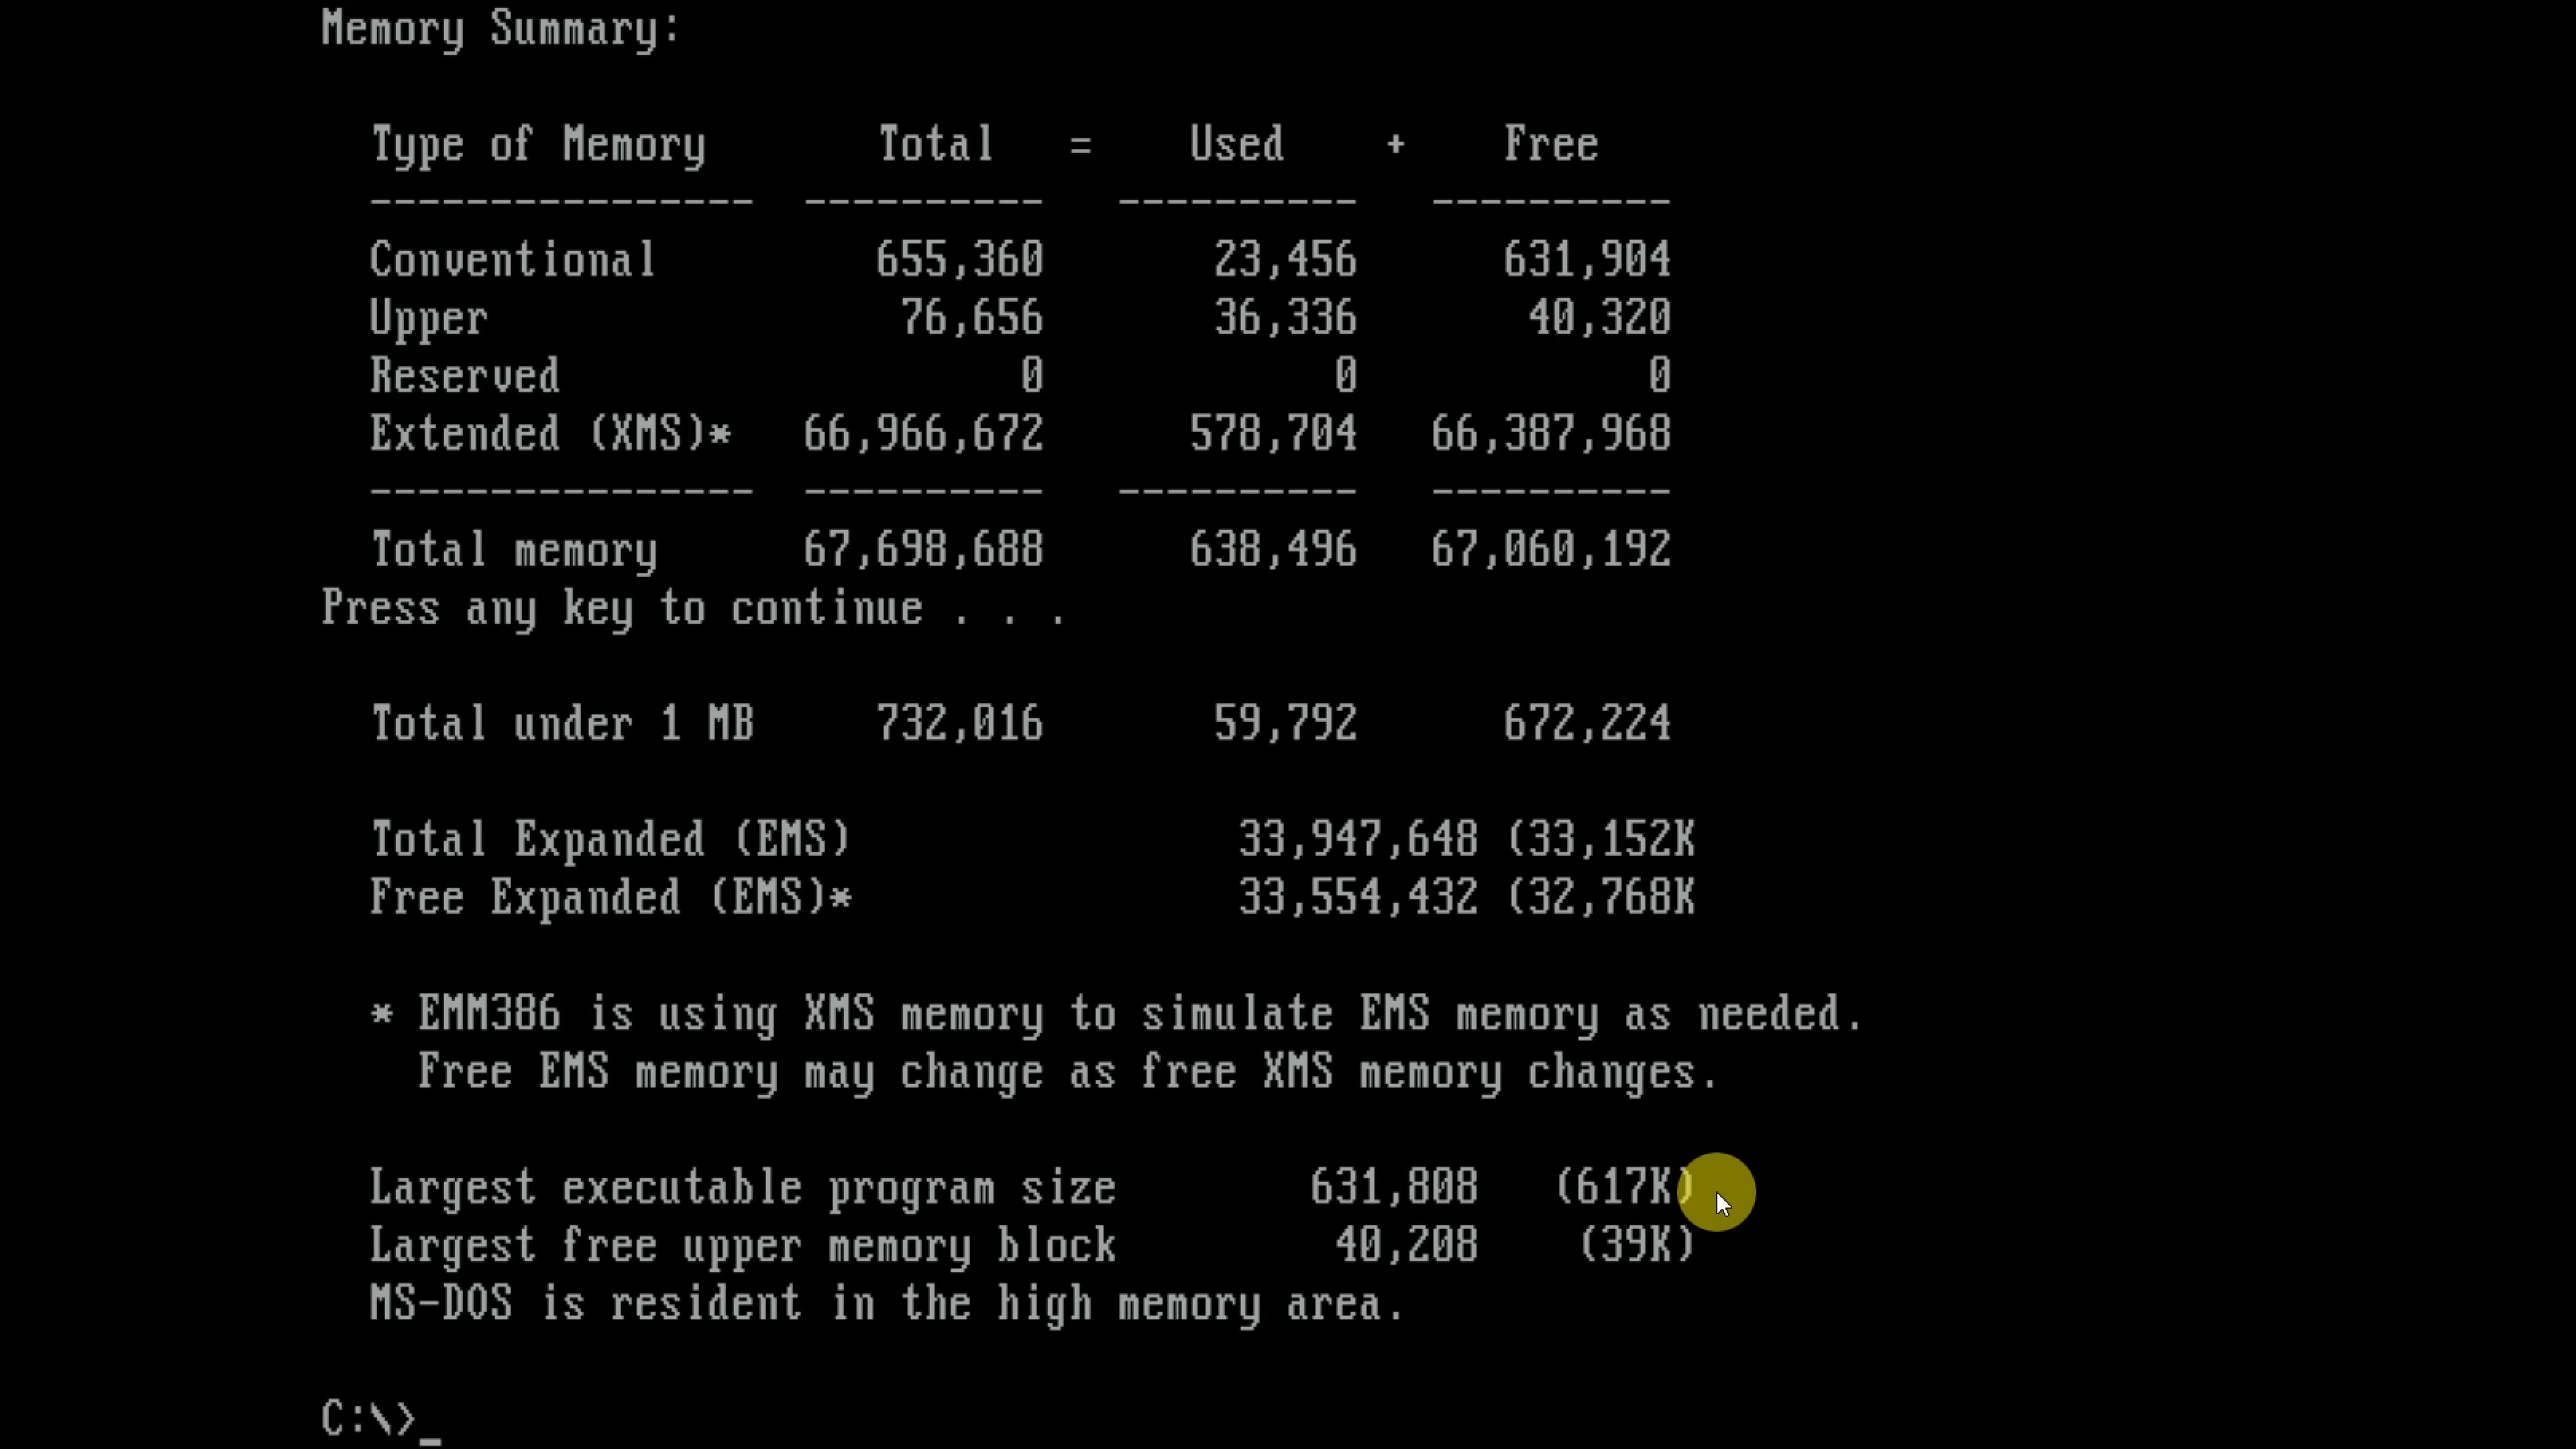 Memory Summary:
Type of Memory Total = Used + Free
---------------- ---------- ---------- ----------
Conventional 655,360 23,456 631,904
Upper 76,656 36,336 40,320
Reserved 0 0 0
Extended (XMS)* 66,966,672 578,704 66,387,968
---------------- ---------- ---------- ----------
Total memory 67,698,688 638,496 67,060,192
Press any key to continue . . .
Total under 1 MB 732,016 59,792 672,224
Total Expanded (EMS) 33,947,648 (33,152K
Free Expanded (EMS)* 33,554,432 (32,768K
* EMM386 is using XMS memory to simulate EMS memory as needed.
Free EMS memory may change as free XMS memory changes.
Largest executable program size 631,808 (617K)
Largest free upper memory block 40,208 (39K)
MS-DOS is resident in the high memory area.
C:\>_